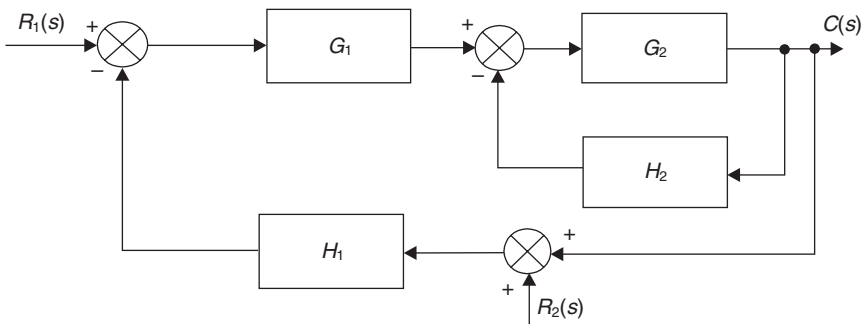 R₁(s)
+
−
G₁
+
−
G₂
C(s)
H₂
H₁
+
+
R₂(s)